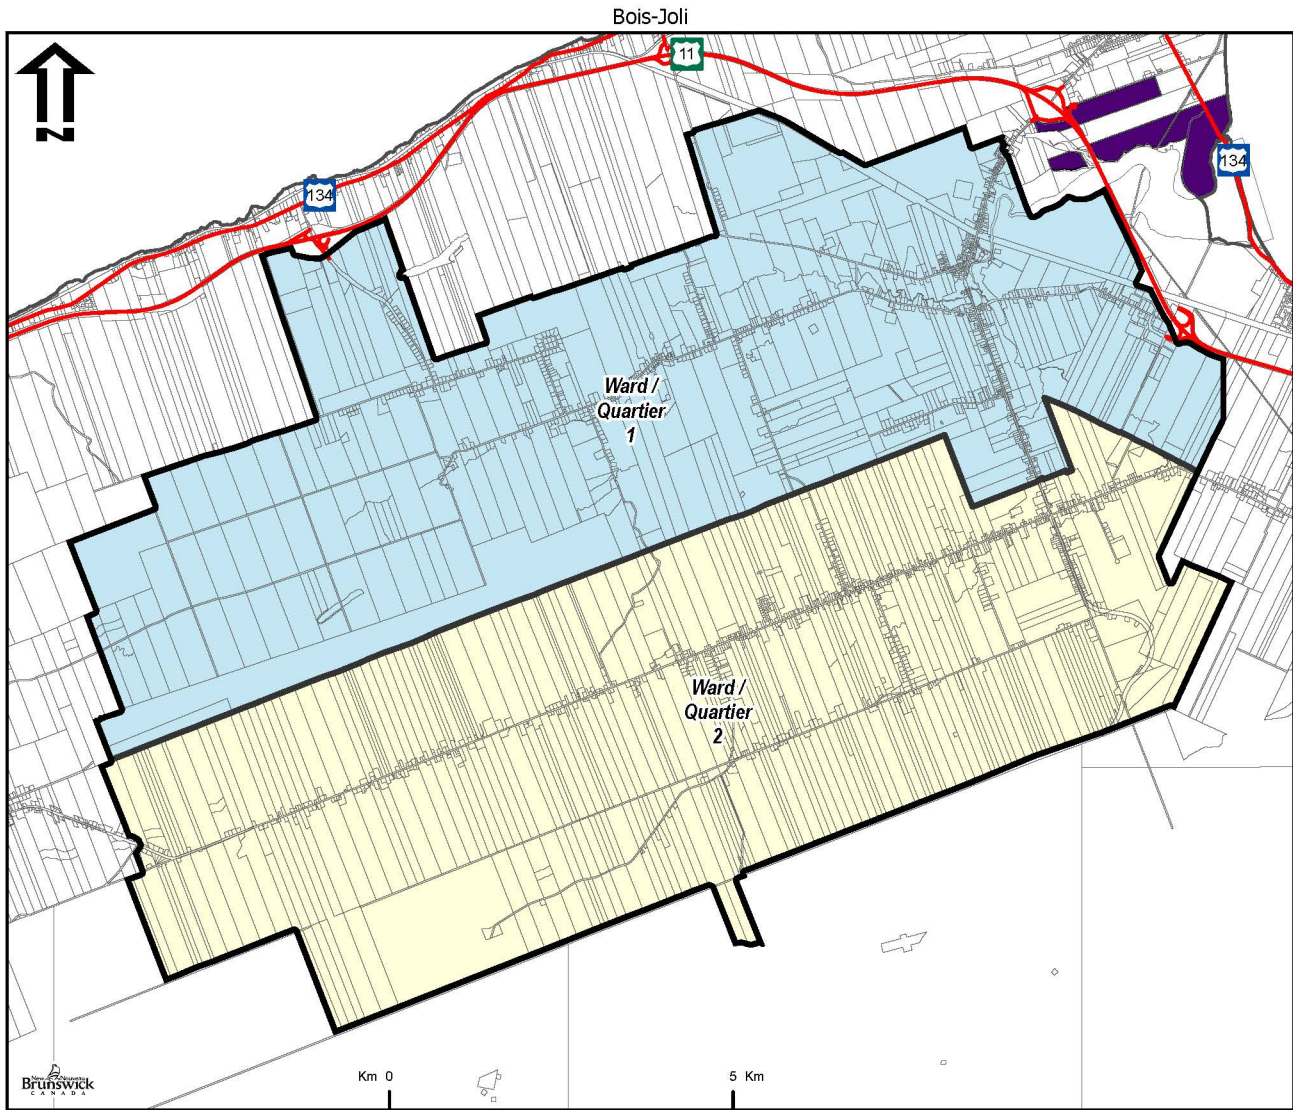 Bois-Joli
N
11
134
134
Ward /
Quartier
1
Ward /
Quartier
2
New Nouveau
Brunswick
CANADA
Km 0
5 Km